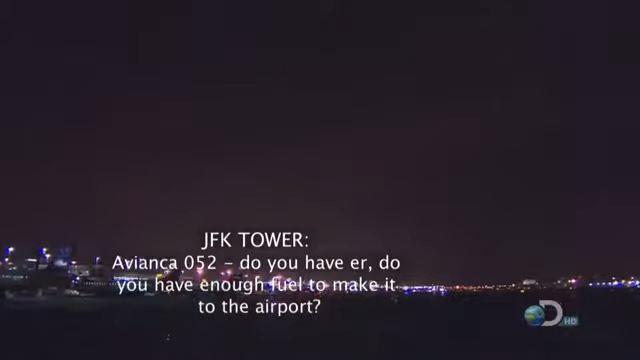 JFK TOWER:
Avianca 052 - do you have er, do
you have enough fuel to make it
to the airport?
D HD